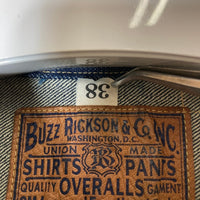 38
BUZZ RICKSON & Co. INC.
WASHINGTON, D.C.
UNION MADE
SHIRTS R PANTS
QUALITY OVERALLS GAMENT